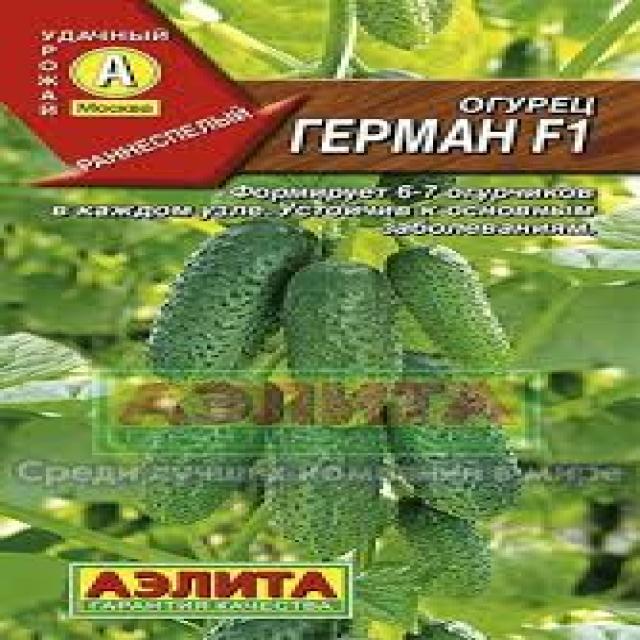 УДАЧНЫЙ
УРОЖАЙ
А
Москва
РАННЕСПЕЛЫЙ
ОГУРЕЦ
ГЕРМАН F1
Формирует 6-7 огурчиков
в каждом узле. Устойчив к основным
заболеваниям.
АЭЛИТА
Среди лучших компаний в мире
АЭЛИТА
ГАРАНТИЯ КАЧЕСТВА